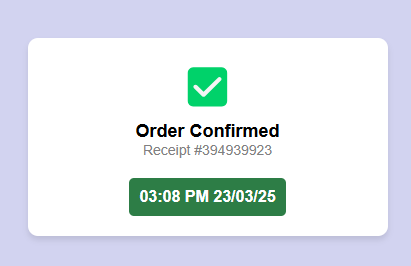 Order Confirmed
Receipt #394939923
03:08 PM 23/03/25